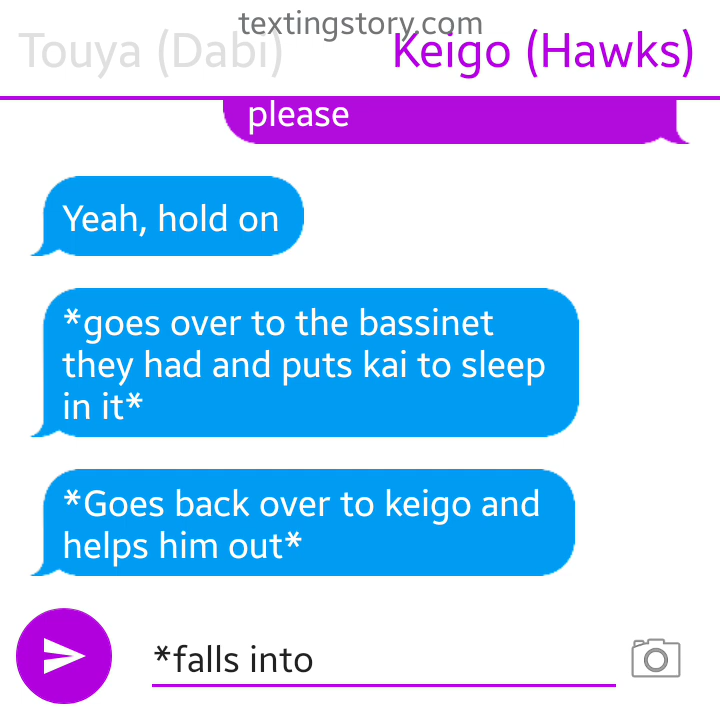 textingstory.com
Touya (Dabi) Keigo (Hawks)
please
Yeah, hold on
*goes over to the bassinet
they had and puts kai to sleep
in it*
*Goes back over to keigo and
helps him out*
*falls into